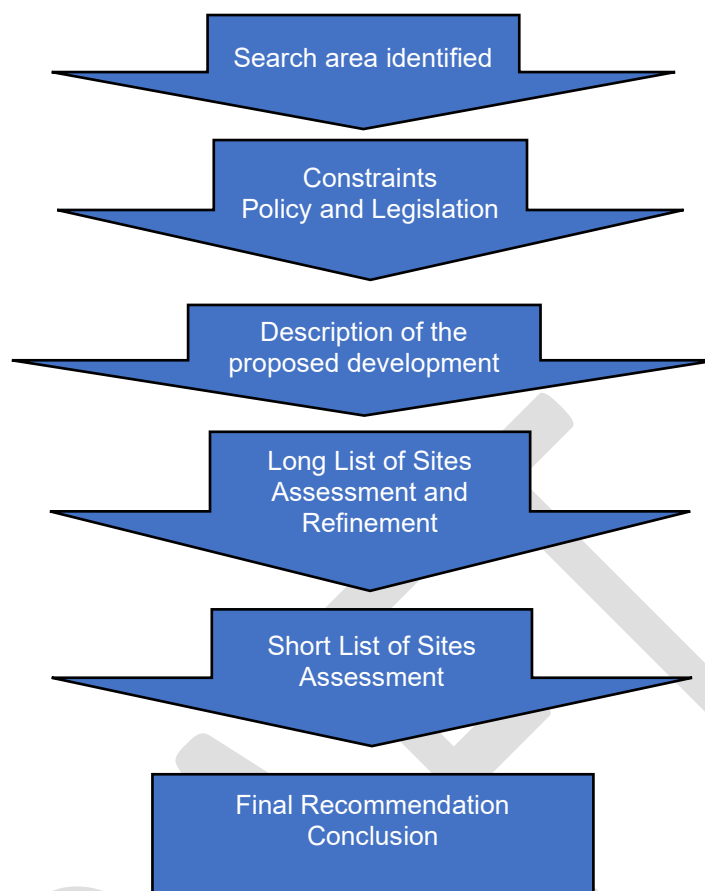 Search area identified
Constraints
Policy and Legislation
Description of the
proposed development
Long List of Sites
Assessment and
Refinement
Short List of Sites
Assessment
Final Recommendation
Conclusion